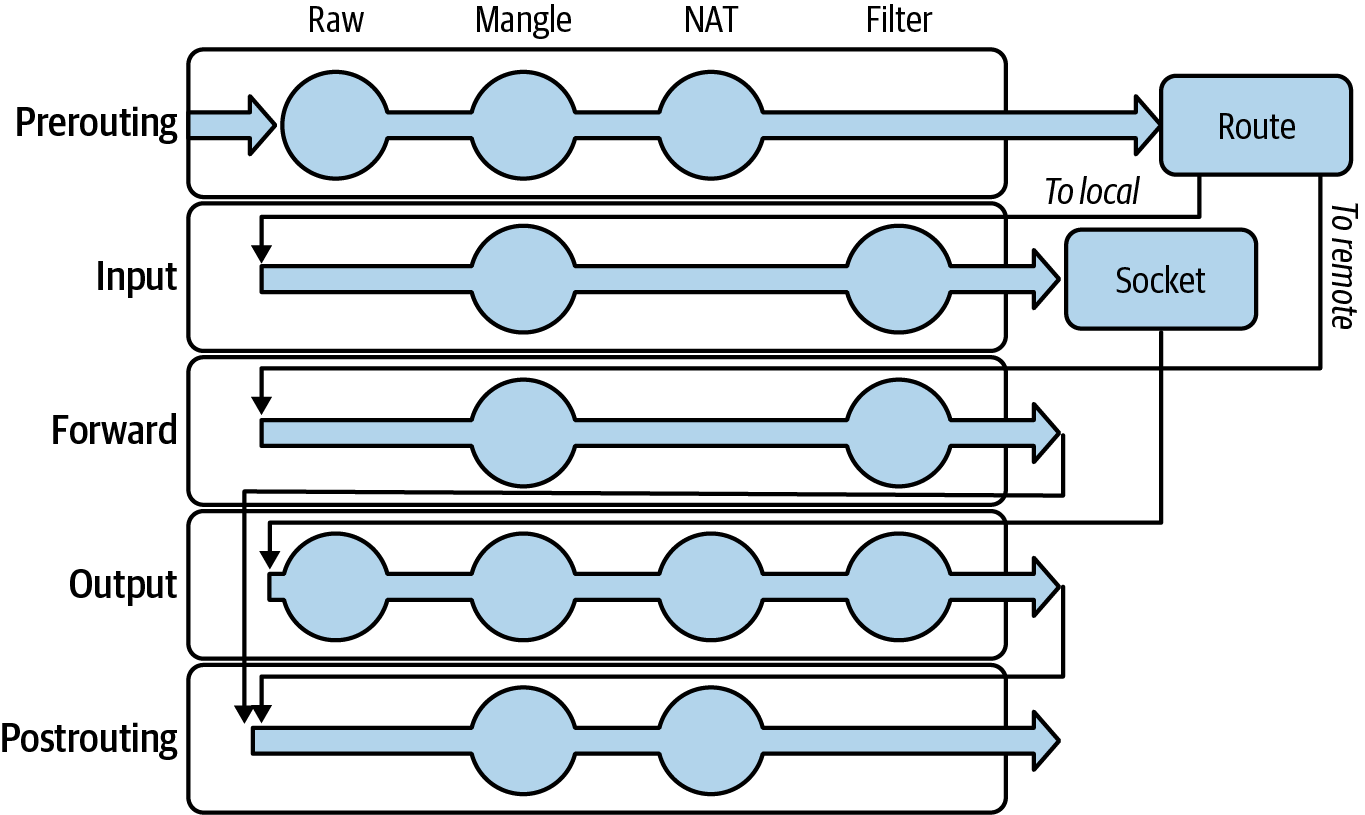 Raw Mangle NAT Filter
Prerouting
Route
To local
To remote
Input
Socket
Forward
Output
Postrouting